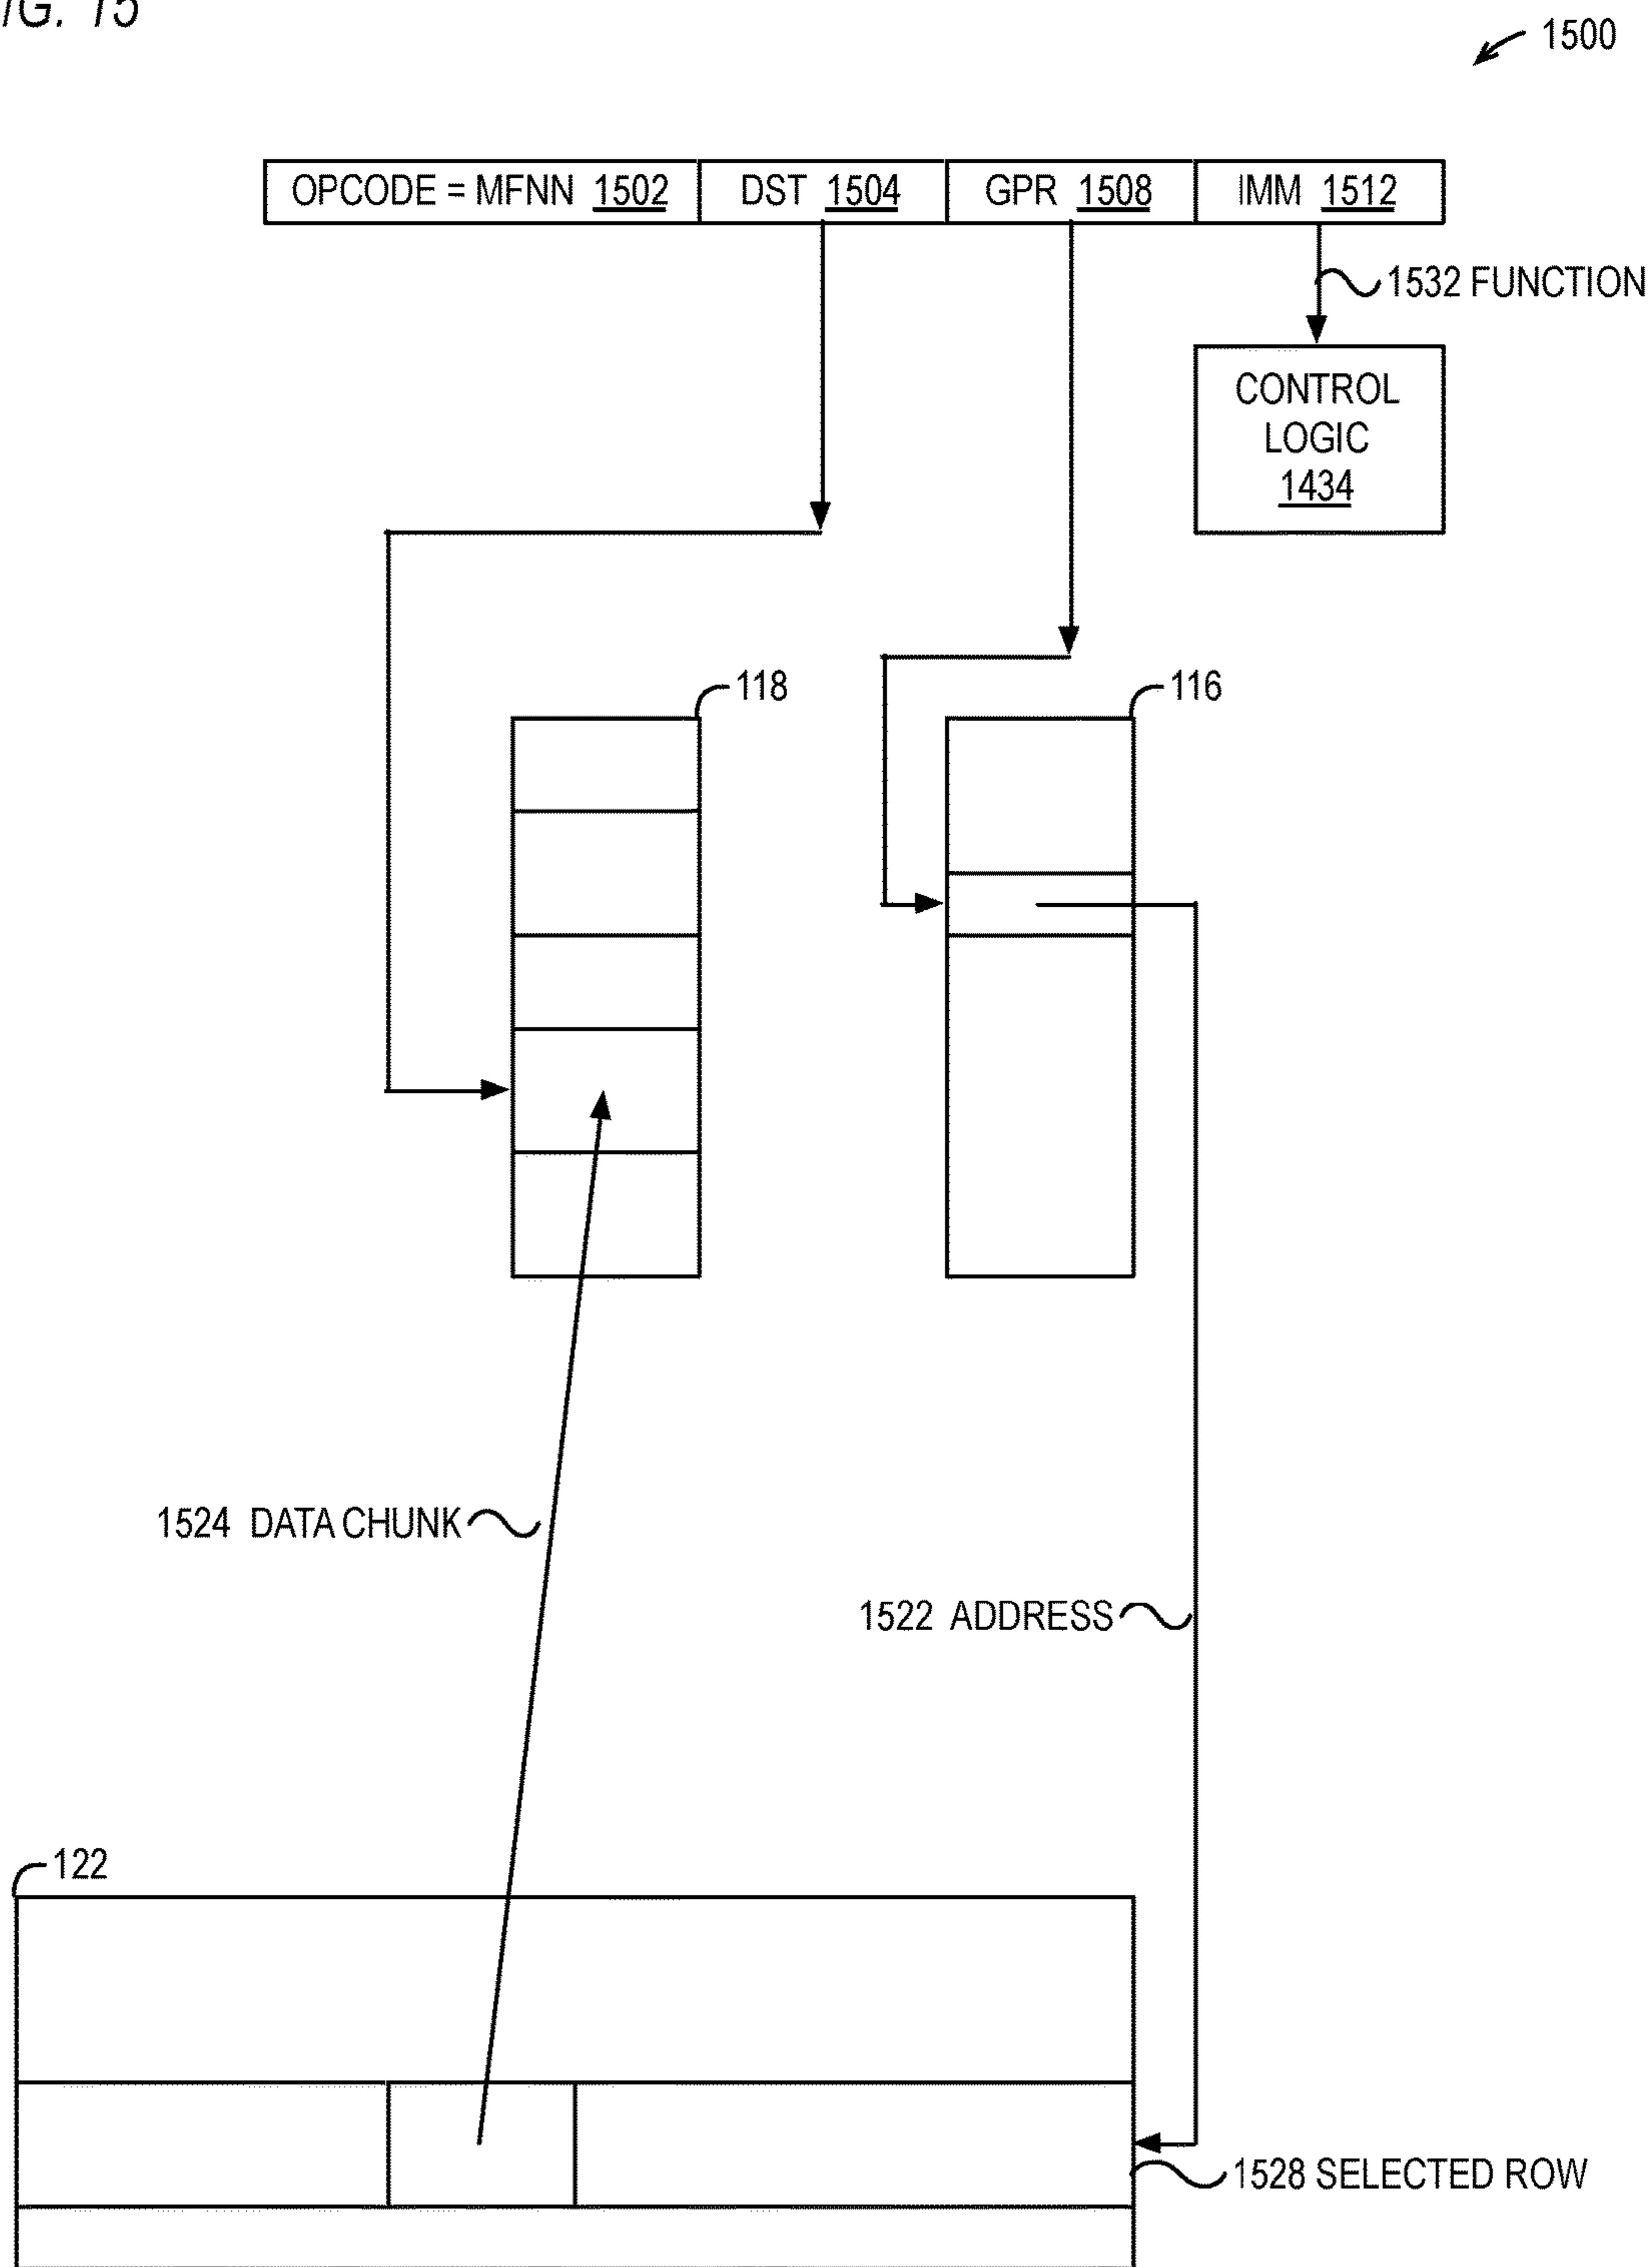 IG. 15
1500
OPCODE = MFNN 1502 DST 1504 GPR 1508 IMM 1512
1532 FUNCTION
CONTROL
LOGIC
1434
118
116
1524 DATA CHUNK
1522 ADDRESS
122
1528 SELECTED ROW